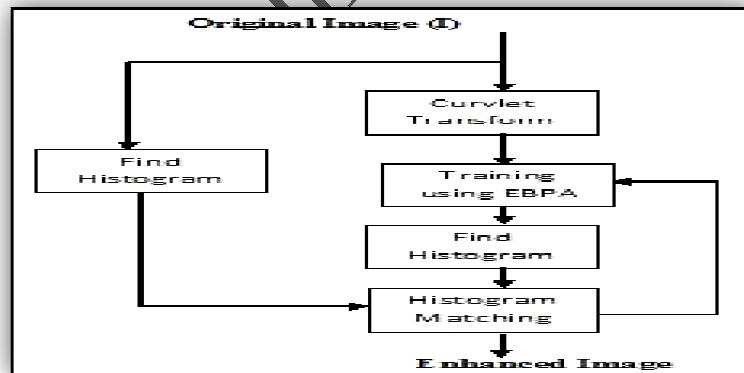 Original Image (I)
Curvlet
Transform
Find
Histogram
Training
using EBPA
Find
Histogram
Histogram
Matching
Enhanced Image